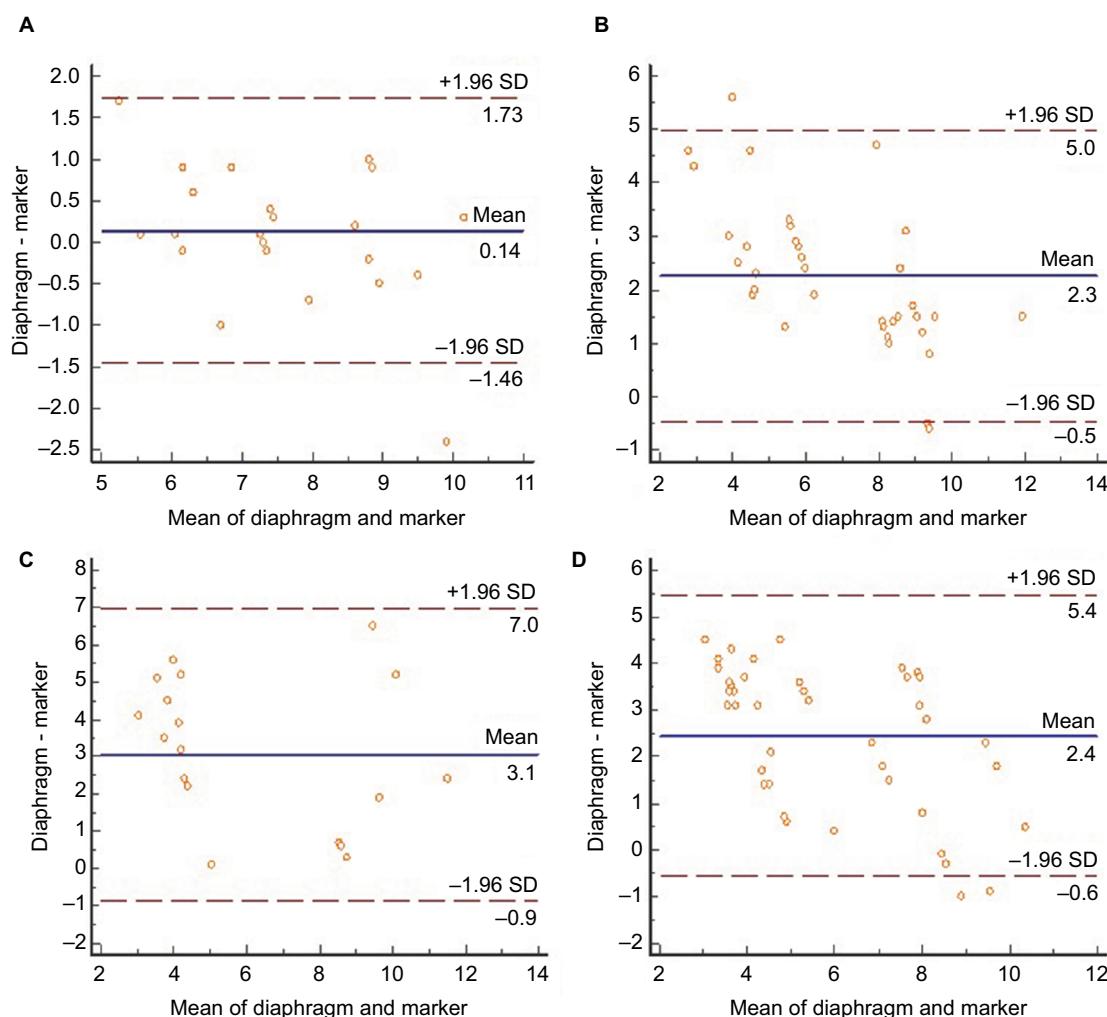 A
2.0
1.5
1.0
0.5
0.0
–0.5
–1.0
–1.5
–2.0
–2.5
Diaphragm - marker
+1.96 SD
1.73
Mean
0.14
–1.96 SD
–1.46
5 6 7 8 9 10 11
Mean of diaphragm and marker
B
6
5
4
3
2
1
0
–1
Diaphragm - marker
+1.96 SD
5.0
Mean
2.3
–1.96 SD
–0.5
2 4 6 8 10 12 14
Mean of diaphragm and marker
C
8
7
6
5
4
3
2
1
0
–1
–2
Diaphragm - marker
+1.96 SD
7.0
Mean
3.1
–1.96 SD
–0.9
2 4 6 8 10 12 14
Mean of diaphragm and marker
D
6
5
4
3
2
1
0
–1
–2
Diaphragm - marker
+1.96 SD
5.4
Mean
2.4
–1.96 SD
–0.6
2 4 6 8 10 12
Mean of diaphragm and marker